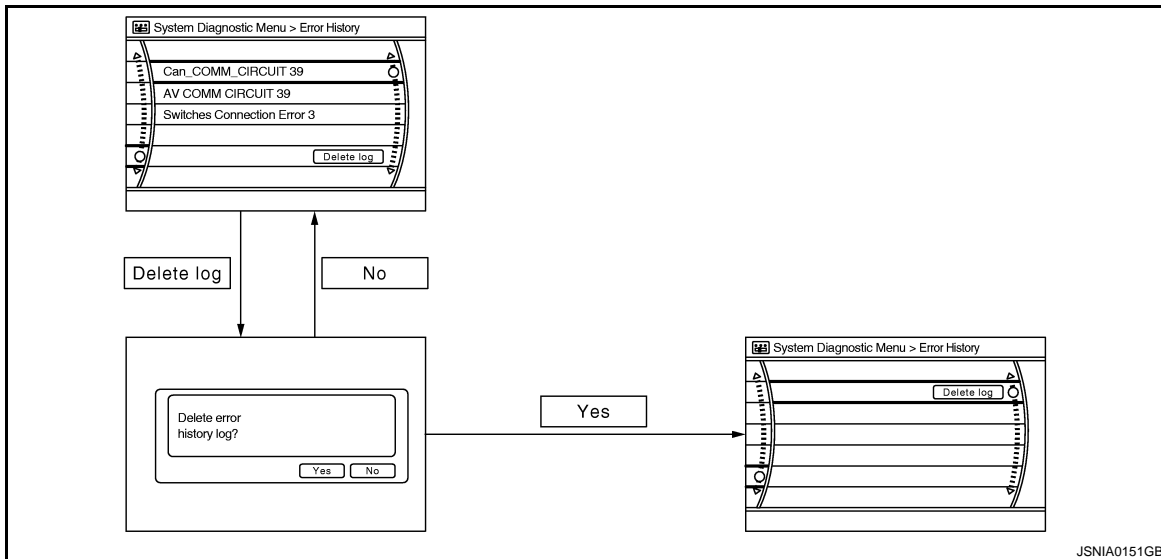 System Diagnostic Menu > Error History
Can_COMM_CIRCUIT 39
AV COMM CIRCUIT 39
Switches Connection Error 3
Delete log
Delete log
No
Delete error
history log?
Yes
No
Yes
System Diagnostic Menu > Error History
Delete log
JSNIA0151GB